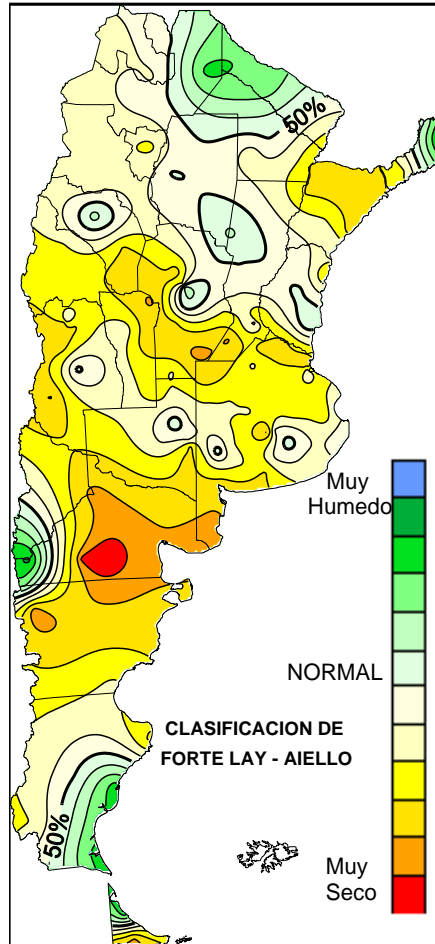 50%
Muy
Humedo
NORMAL
CLASIFICACION DE
FORTE LAY - AIELLO
50%
Muy
Seco